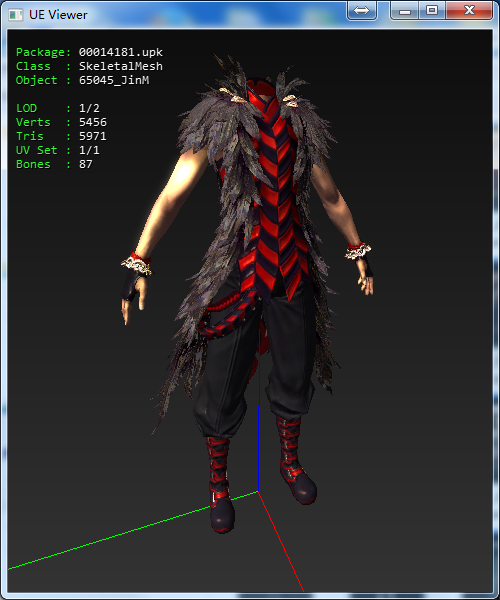 UE Viewer
Package: 00014181.upk
Class : SkeletalMesh
Object : 65045_JinM
LOD : 1/2
Verts : 5456
Tris : 5971
UV Set : 1/1
Bones : 87